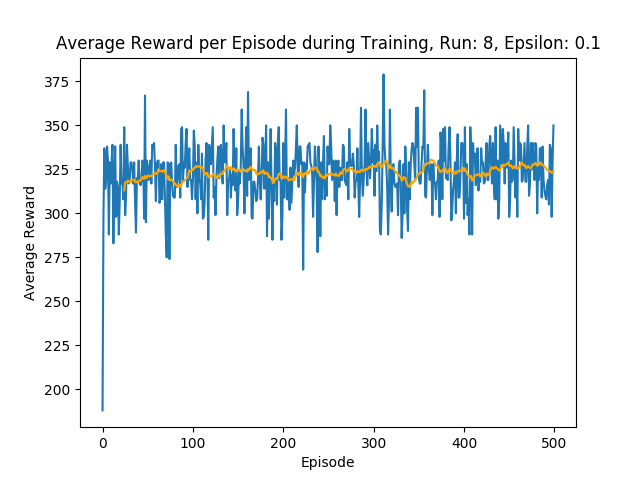 Average Reward per Episode during Training, Run: 8, Epsilon: 0.1
375
350
325
300
275
250
225
200
Average Reward
0 100 200 300 400 500
Episode